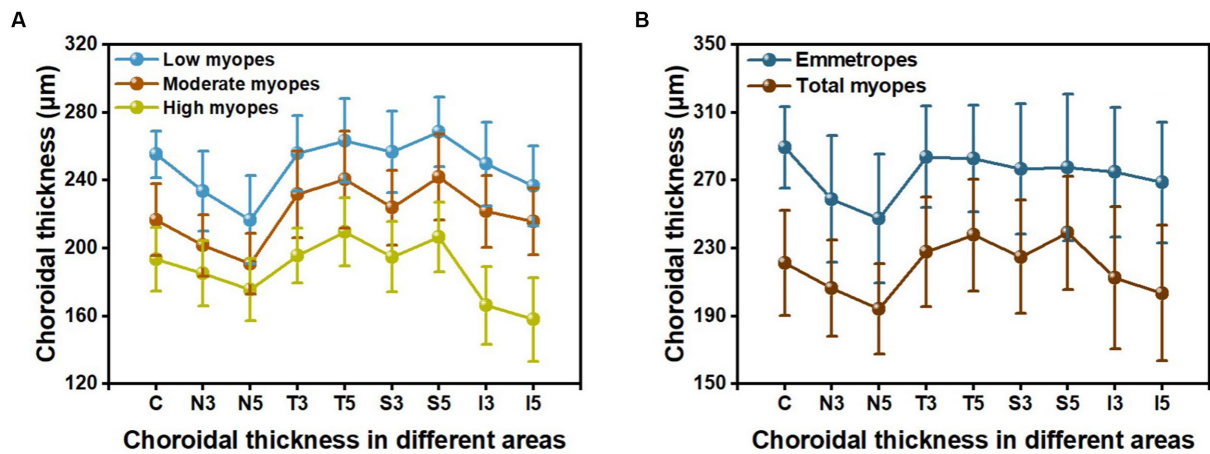 A
Choroidal thickness (μm)
320
280
240
200
160
120
Low myopes
Moderate myopes
High myopes
C N3 N5 T3 T5 S3 S5 I3 I5
Choroidal thickness in different areas
B
Choroidal thickness (μm)
350
310
270
230
190
150
Emmetropes
Total myopes
C N3 N5 T3 T5 S3 S5 I3 I5
Choroidal thickness in different areas